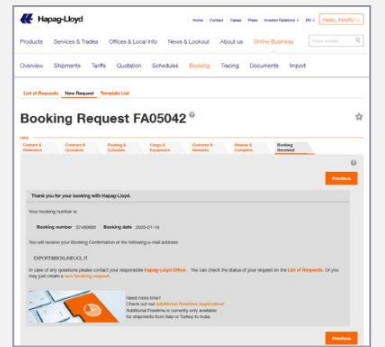 Hapag-Lloyd
Home Contact Career Press Investor Relations EN
Products Services & Trades Offices & Local Info News & Lookout About us Online Business
Overview Shipments Tariffs Quotation Schedules Booking Tracing Documents Import
List of Requests New Request Template List
Booking Request FA05042
Booking Received
Previous
Thank you for your booking with Hapag-Lloyd.
Your booking number is:
Booking number Booking date 2020-01-19
You will receive your Booking Confirmation at the following e-mail address:
In case of any questions please contact your responsible Hapag-Lloyd Office. You can check the status of your request on the List of Requests. Or you
may just create a new booking request.
Need more time?
Check out our Additional Freetime Application!
Additional Freetime is currently only available
for shipments from Italy or Turkey to India.
Previous